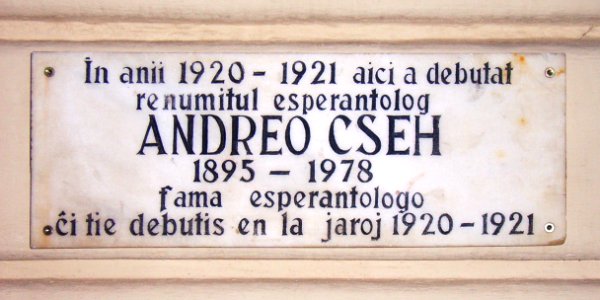 În anii 1920 - 1921 aici a debutat
renumitul esperantolog
ANDREO CSEH
1895 - 1978
fama esperantologo
ĉi tie debutis en la jaroj 1920 - 1921